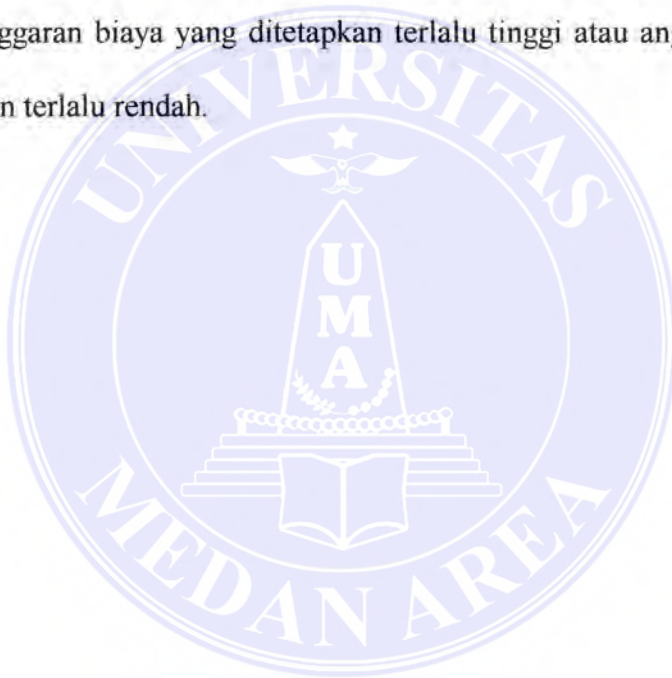 ggaran biaya yang ditetapkan terlalu tinggi atau an
n terlalu rendah.
UNIVERSITAS
U
M
A
MEDAN AREA